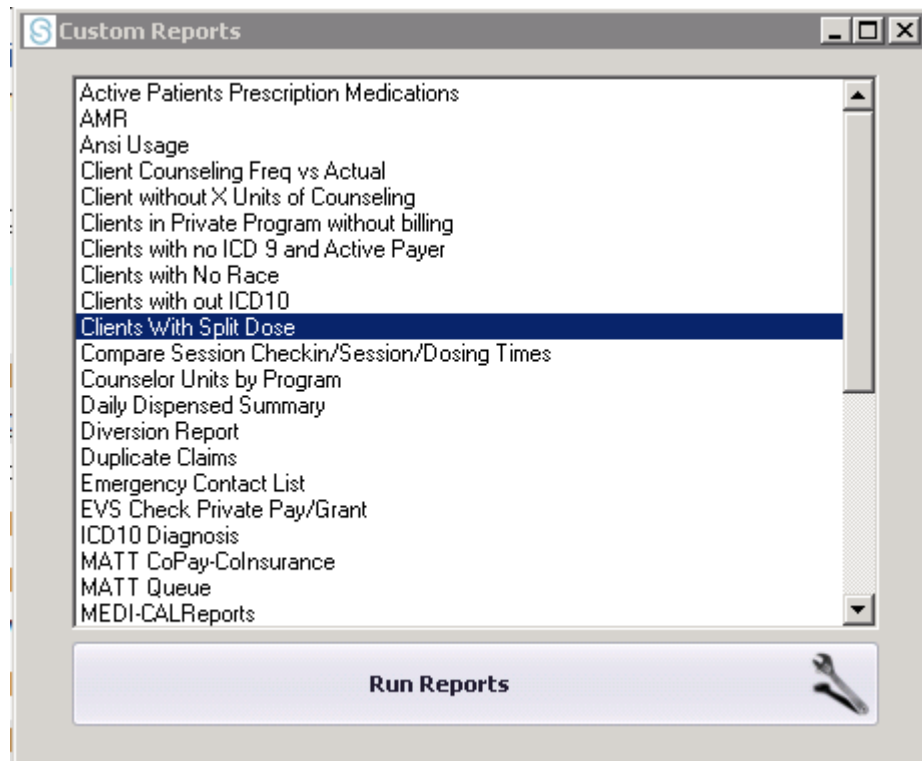 Custom Reports
Active Patients Prescription Medications
AMR
Ansi Usage
Client Counseling Freq vs Actual
Client without X Units of Counseling
Clients in Private Program without billing
Clients with no ICD 9 and Active Payer
Clients with No Race
Clients with out ICD10
Clients With Split Dose
Compare Session Checkin/Session/Dosing Times
Counselor Units by Program
Daily Dispensed Summary
Diversion Report
Duplicate Claims
Emergency Contact List
EVS Check Private Pay/Grant
ICD10 Diagnosis
MATT CoPay-CoInsurance
MATT Queue
MEDI-CALReports
Run Reports